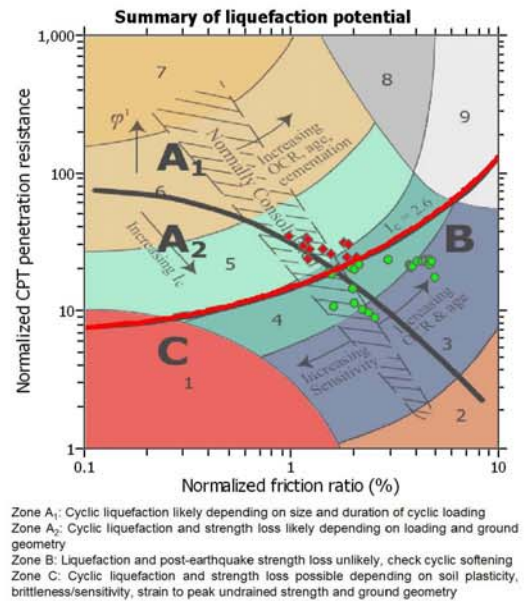 Summary of liquefaction potential
1,000
100
10
1
0.1
1
10
Normalized CPT penetration resistance
Normalized friction ratio (%)
7
8
9
φ'
A1
Increasing
OCR, age,
cementation
Normally Consolid
6
A2
Increasing Ic
Ic = 2.6
B
5
4
C
Increasing
OCR & age
Increasing
Sensitivity
3
1
2
Zone A1: Cyclic liquefaction likely depending on size and duration of cyclic loading
Zone A2: Cyclic liquefaction and strength loss likely depending on loading and ground
geometry
Zone B: Liquefaction and post-earthquake strength loss unlikely, check cyclic softening
Zone C: Cyclic liquefaction and strength loss possible depending on soil plasticity,
brittleness/sensitivity, strain to peak undrained strength and ground geometry